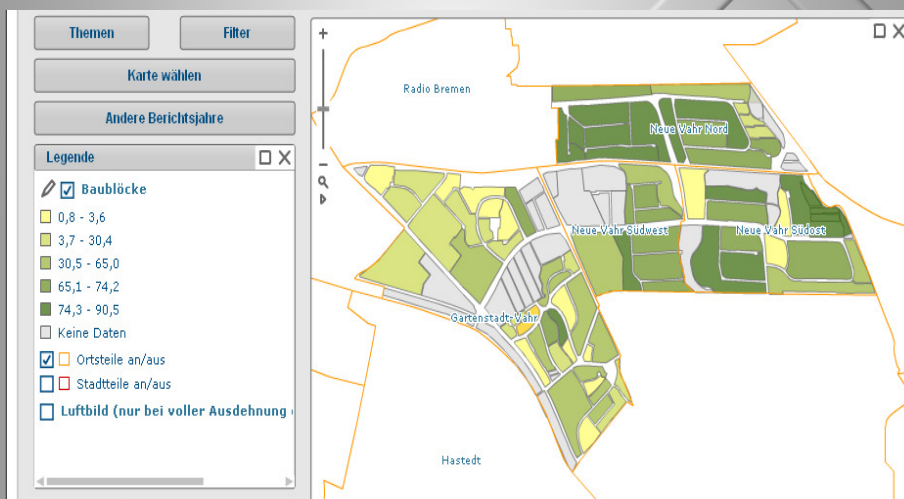 Themen
Filter
Karte wählen
Andere Berichtsjahre
Legende
Baublöcke
0,8 - 3,6
3,7 - 30,4
30,5 - 65,0
65,1 - 74,2
74,3 - 90,5
Keine Daten
Ortsteile an/aus
Stadtteile an/aus
Luftbild (nur bei voller Ausdehnung
Radio Bremen
Neue Vahr Nord
Neue Vahr Südwest
Neue Vahr Südost
Gartenstadt-Vahr
Hastedt